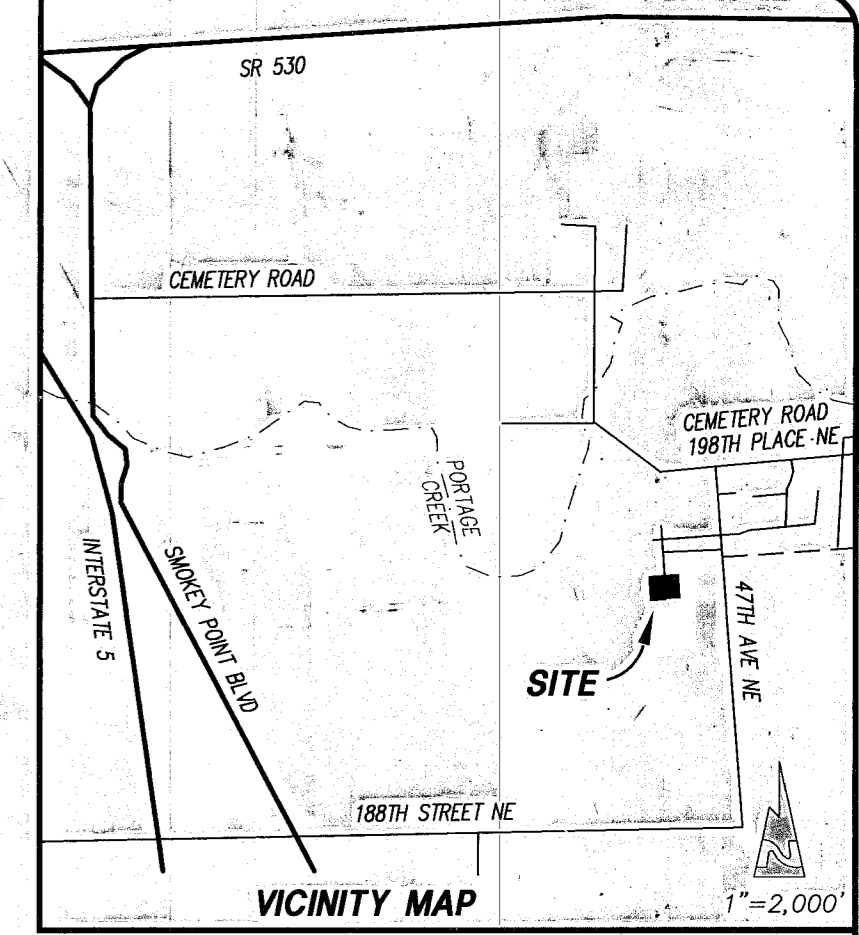 SR 530
CEMETERY ROAD
CEMETERY ROAD
198TH PLACE NE
PORTAGE
CREEK
INTERSTATE 5
SMOKEY POINT BLVD
47TH AVE NE
SITE
188TH STREET NE
N
VICINITY MAP
1"=2,000'